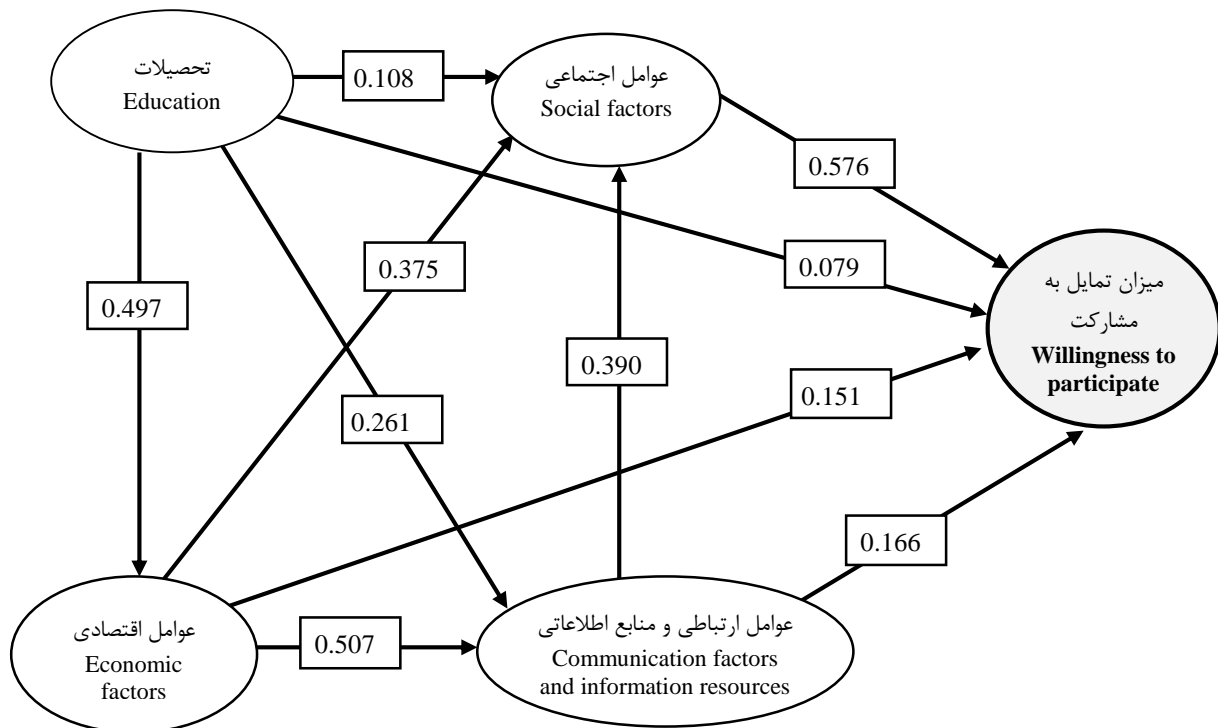 تحصیلات
Education
0.108
عوامل اجتماعی
Social factors
0.576
0.375
0.079
0.497
میزان تمایل به
مشارکت
Willingness to
participate
0.390
0.151
0.261
0.166
عوامل اقتصادی
Economic
factors
0.507
عوامل ارتباطی و منابع اطلاعاتی
Communication factors
and information resources